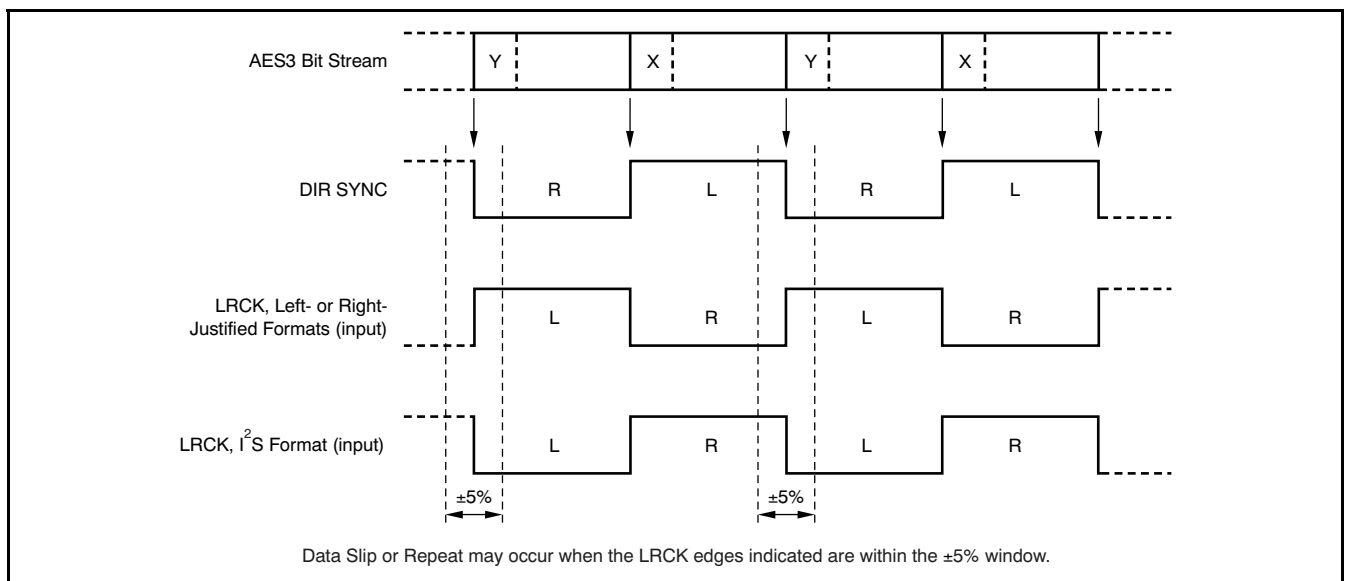 AES3 Bit Stream
Y
X
Y
X
DIR SYNC
R
L
R
L
LRCK, Left- or Right-
Justified Formats (input)
L
R
L
R
LRCK, I²S Format (input)
L
R
L
R
±5%
±5%
Data Slip or Repeat may occur when the LRCK edges indicated are within the ±5% window.